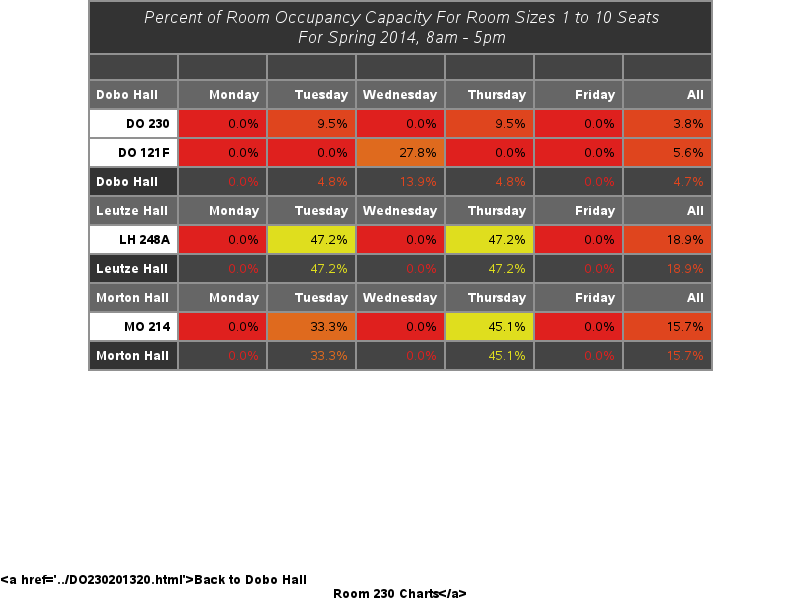 Percent of Room Occupancy Capacity For Room Sizes 1 to 10 Seats
For Spring 2014, 8am - 5pm
Dobo Hall Monday Tuesday Wednesday Thursday Friday All
DO 230 0.0% 9.5% 0.0% 9.5% 0.0% 3.8%
DO 121F 0.0% 0.0% 27.8% 0.0% 0.0% 5.6%
Dobo Hall 0.0% 4.8% 13.9% 4.8% 0.0% 4.7%
Leutze Hall Monday Tuesday Wednesday Thursday Friday All
LH 248A 0.0% 47.2% 0.0% 47.2% 0.0% 18.9%
Leutze Hall 0.0% 47.2% 0.0% 47.2% 0.0% 18.9%
Morton Hall Monday Tuesday Wednesday Thursday Friday All
MO 214 0.0% 33.3% 0.0% 45.1% 0.0% 15.7%
Morton Hall 0.0% 33.3% 0.0% 45.1% 0.0% 15.7%
<a href='../DO230201320.html'>Back to Dobo Hall
Room 230 Charts</a>